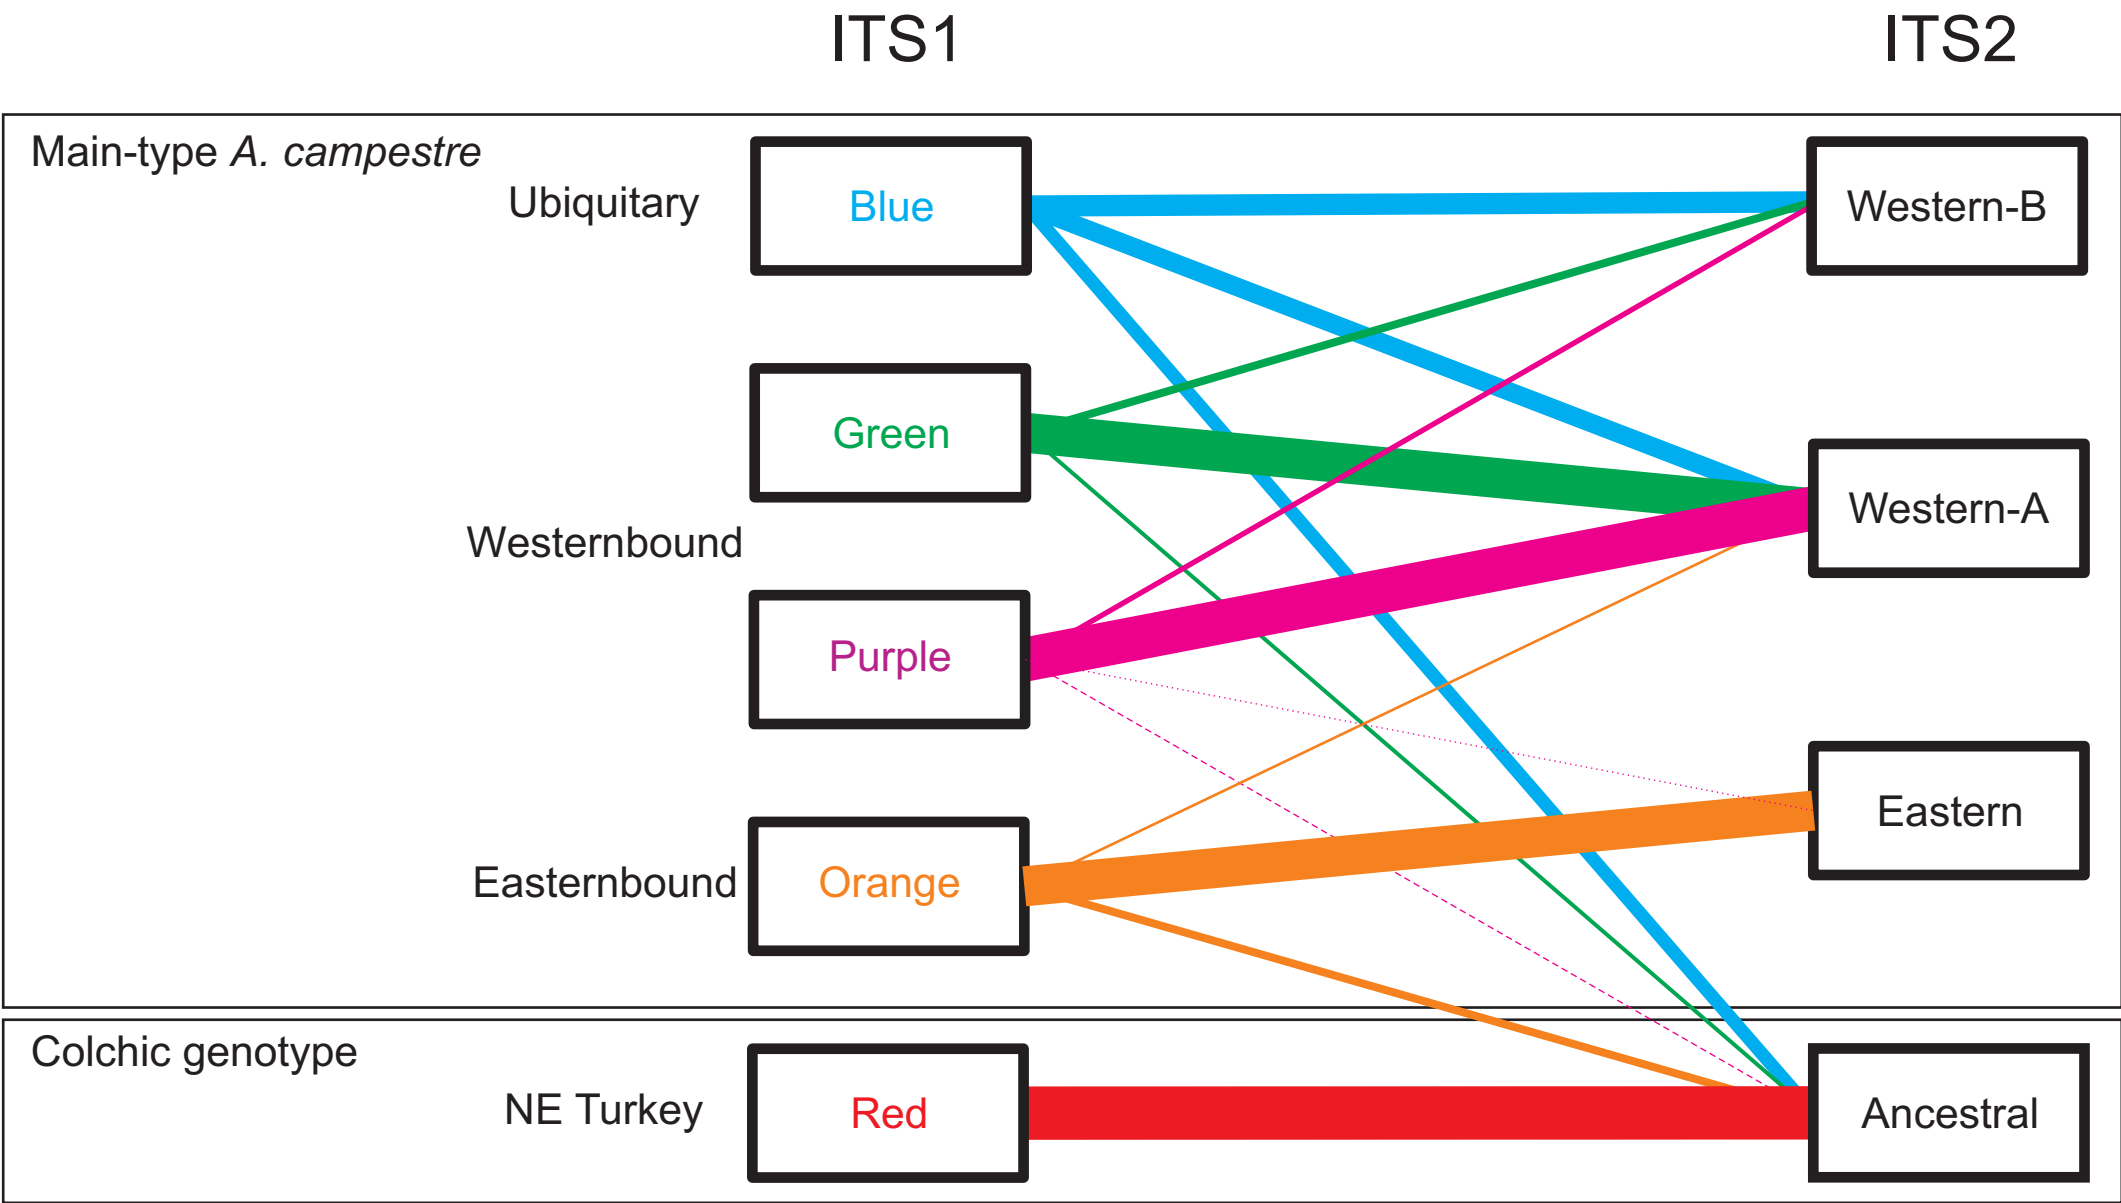 ITS1
ITS2
Main-type A. campestre
Ubiquitary
Blue
Western-B
Green
Western-A
Westernbound
Purple
Eastern
Easternbound
Orange
Colchic genotype
NE Turkey
Red
Ancestral